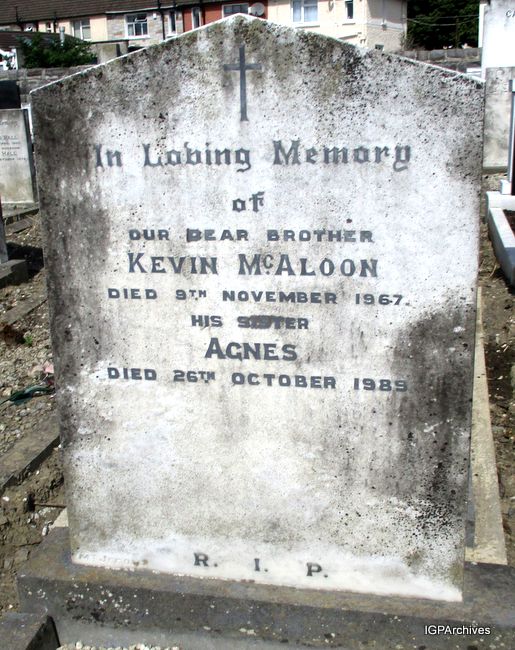 In Loving Memory
of
OUR DEAR BROTHER
KEVIN McALOON
DIED 9TH NOVEMBER 1967.
HIS SISTER
AGNES
DIED 26TH OCTOBER 1989
R. I. P.
IGPArchives